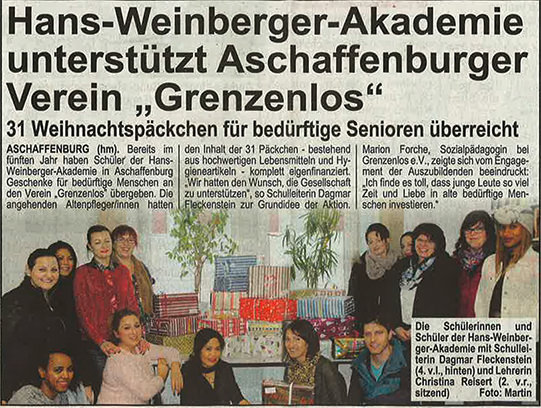 Hans-Weinberger-Akademie
unterstützt Aschaffenburger
Verein „Grenzenlos“
31 Weihnachtspäckchen für bedürftige Senioren überreicht
ASCHAFFENBURG (hm). Bereits im
fünften Jahr haben Schüler der Hans-
Weinberger-Akademie in Aschaffenburg
Geschenke für bedürftige Menschen an
den Verein „Grenzenlos“ übergeben. Die
angehenden Altenpfleger/innen hatten
den Inhalt der 31 Päckchen - bestehend
aus hochwertigen Lebensmitteln und Hy-
gieneartikeln - komplett eigenfinanziert.
„Wir hatten den Wunsch, die Gesellschaft
zu unterstützen“, so Schulleiterin Dagmar
Fleckenstein zur Grundidee der Aktion.
Marion Forche, Sozialpädagogin bei
Grenzenlos e.V., zeigte sich vom Engage-
ment der Auszubildenden beeindruckt:
„Ich finde es toll, dass junge Leute so viel
Zeit und Liebe in alte bedürftige Men-
schen investieren.“
Die Schülerinnen und
Schüler der Hans-Weinber-
ger-Akademie mit Schullei-
terin Dagmar Fleckenstein
(4. v.l., hinten) und Lehrerin
Christina Reisert (2. v.r.,
sitzend) Foto: Martin